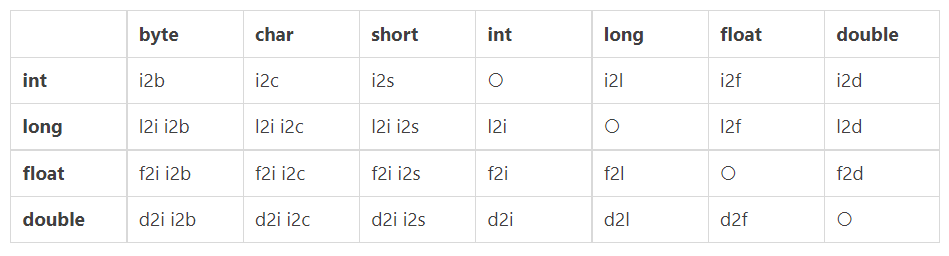 byte char short int long float double
int i2b i2c i2s ○ i2l i2f i2d
long l2i i2b l2i i2c l2i i2s l2i ○ l2f l2d
float f2i i2b f2i i2c f2i i2s f2i f2l ○ f2d
double d2i i2b d2i i2c d2i i2s d2i d2l d2f ○